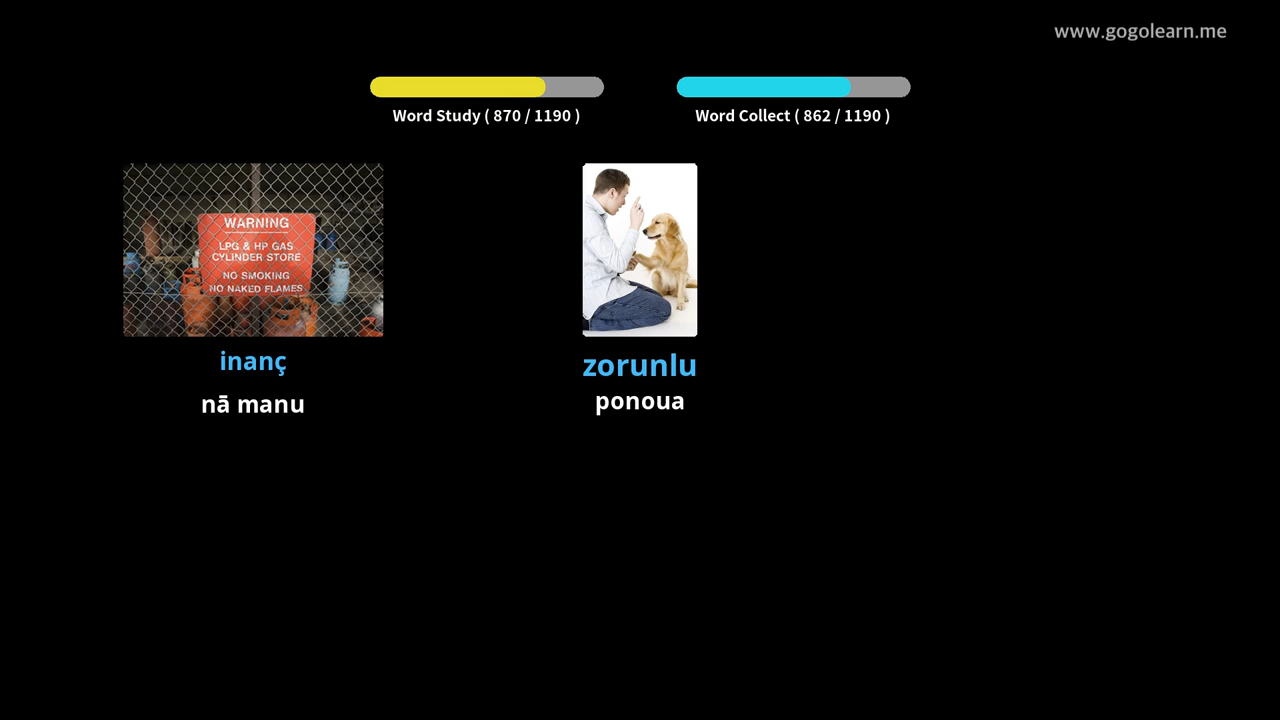 www.gogolearn.me
Word Study ( 870 / 1190 )
Word Collect ( 862 / 1190 )
WARNING
LPG & HP GAS
CYLINDER STORE
NO SMOKING
NO NAKED FLAMES
inanç
nā manu
zorunlu
ponoua